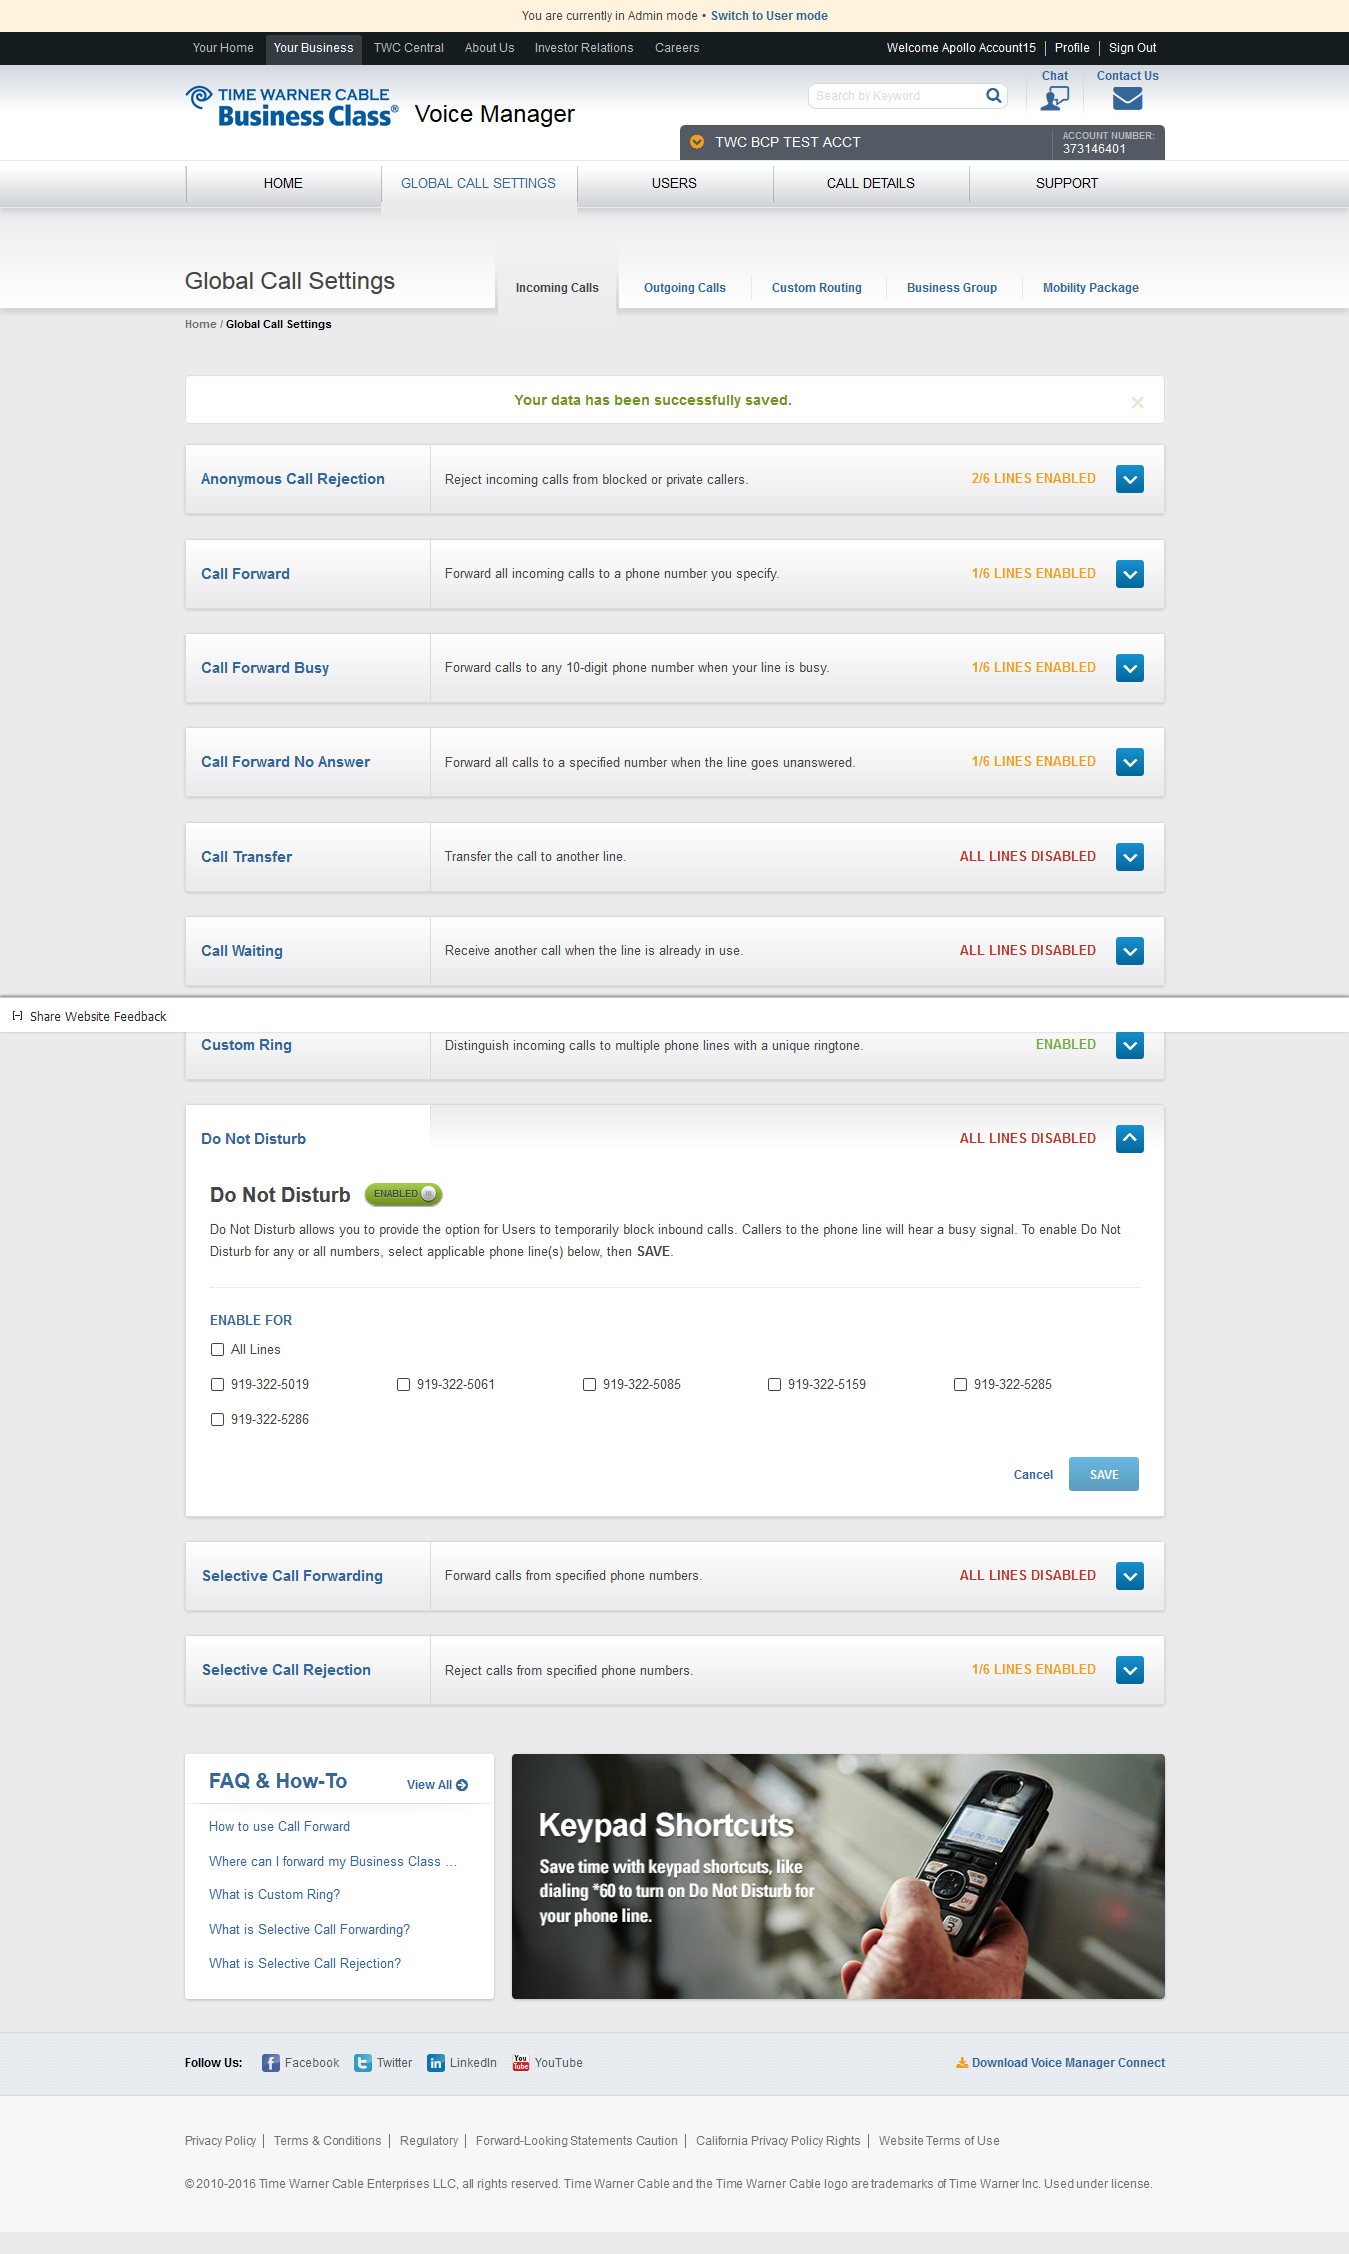 You are currently in Admin mode • Switch to User mode
Your Home Your Business TWC Central About Us Investor Relations Careers Welcome Apollo Account15 Profile Sign Out
Chat Contact Us
TIME WARNER CABLE
Business Class® Voice Manager
Search by Keyword
TWC BCP TEST ACCT ACCOUNT NUMBER:
373146401
HOME GLOBAL CALL SETTINGS USERS CALL DETAILS SUPPORT
Global Call Settings Incoming Calls Outgoing Calls Custom Routing Business Group Mobility Package
Home / Global Call Settings
Your data has been successfully saved.
Anonymous Call Rejection Reject incoming calls from blocked or private callers. 2/6 LINES ENABLED
Call Forward Forward all incoming calls to a phone number you specify. 1/6 LINES ENABLED
Call Forward Busy Forward calls to any 10-digit phone number when your line is busy. 1/6 LINES ENABLED
Call Forward No Answer Forward all calls to a specified number when the line goes unanswered. 1/6 LINES ENABLED
Call Transfer Transfer the call to another line. ALL LINES DISABLED
Call Waiting Receive another call when the line is already in use. ALL LINES DISABLED
[-] Share Website Feedback
Custom Ring Distinguish incoming calls to multiple phone lines with a unique ringtone. ENABLED
Do Not Disturb ALL LINES DISABLED
Do Not Disturb ENABLED
Do Not Disturb allows you to provide the option for Users to temporarily block inbound calls. Callers to the phone line will hear a busy signal. To enable Do Not
Disturb for any or all numbers, select applicable phone line(s) below, then SAVE.
ENABLE FOR
All Lines
919-322-5019 919-322-5061 919-322-5085 919-322-5159 919-322-5285
919-322-5286
Cancel SAVE
Selective Call Forwarding Forward calls from specified phone numbers. ALL LINES DISABLED
Selective Call Rejection Reject calls from specified phone numbers. 1/6 LINES ENABLED
FAQ & How-To View All
How to use Call Forward
Where can I forward my Business Class ...
What is Custom Ring?
What is Selective Call Forwarding?
What is Selective Call Rejection?
Keypad Shortcuts
Save time with keypad shortcuts, like
dialing *60 to turn on Do Not Disturb for
your phone line.
Panasonic
Base no power
OFF
3
Follow Us: Facebook Twitter LinkedIn YouTube Download Voice Manager Connect
Privacy Policy Terms & Conditions Regulatory Forward-Looking Statements Caution California Privacy Policy Rights Website Terms of Use
© 2010-2016 Time Warner Cable Enterprises LLC, all rights reserved. Time Warner Cable and the Time Warner Cable logo are trademarks of Time Warner Inc. Used under license.